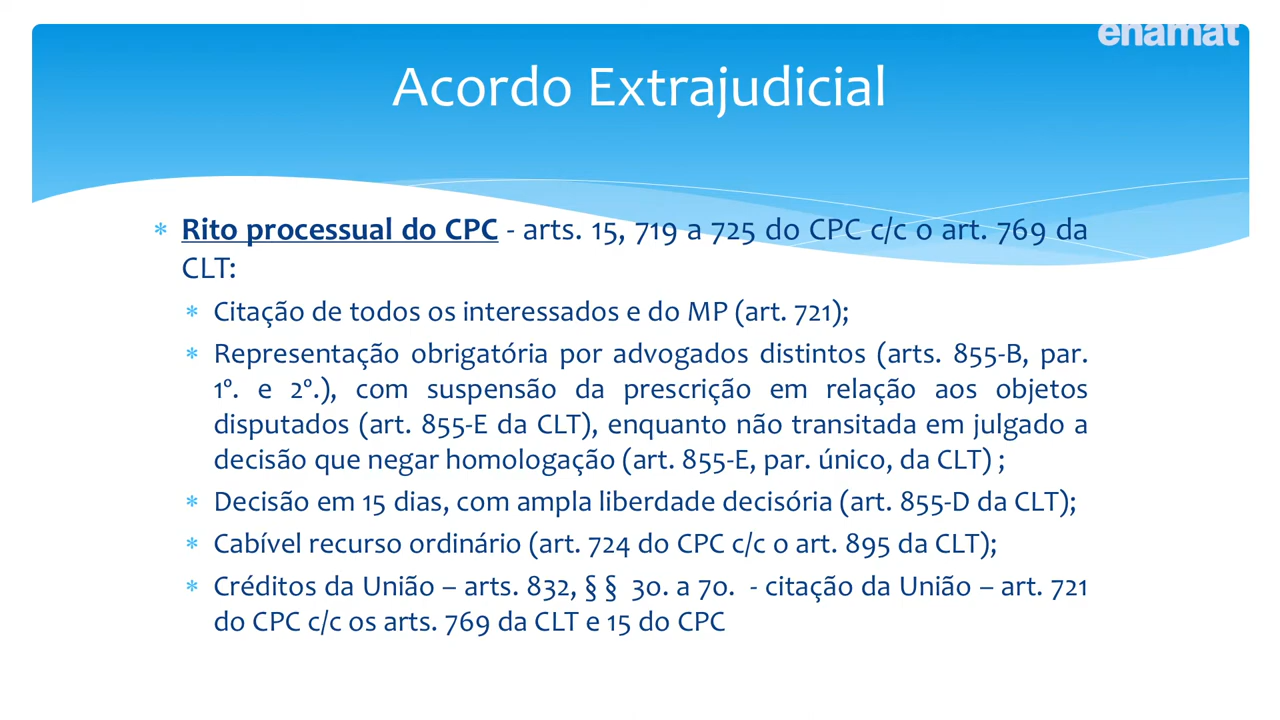 enamat
Acordo Extrajudicial
* Rito processual do CPC - arts. 15, 719 a 725 do CPC c/c o art. 769 da
CLT:
* Citação de todos os interessados e do MP (art. 721);
* Representação obrigatória por advogados distintos (arts. 855-B, par.
1º. e 2º.), com suspensão da prescrição em relação aos objetos
disputados (art. 855-E da CLT), enquanto não transitada em julgado a
decisão que negar homologação (art. 855-E, par. único, da CLT) ;
* Decisão em 15 dias, com ampla liberdade decisória (art. 855-D da CLT);
* Cabível recurso ordinário (art. 724 do CPC c/c o art. 895 da CLT);
* Créditos da União – arts. 832, § § 3o. a 7o. - citação da União – art. 721
do CPC c/c os arts. 769 da CLT e 15 do CPC